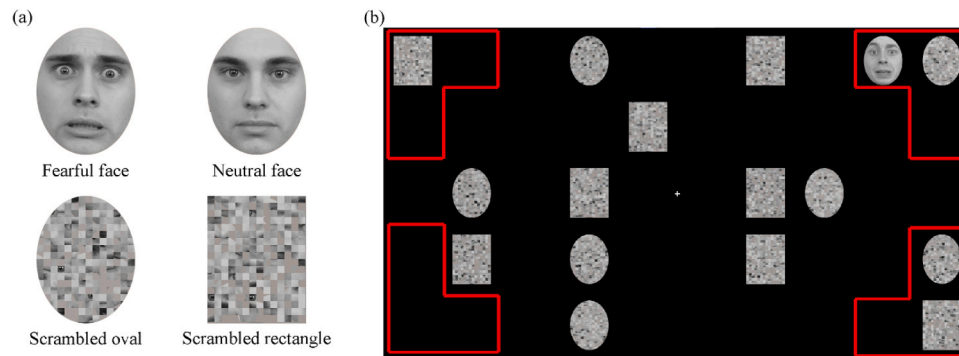 (a)
(b)
Fearful face
Neutral face
Scrambled oval
Scrambled rectangle